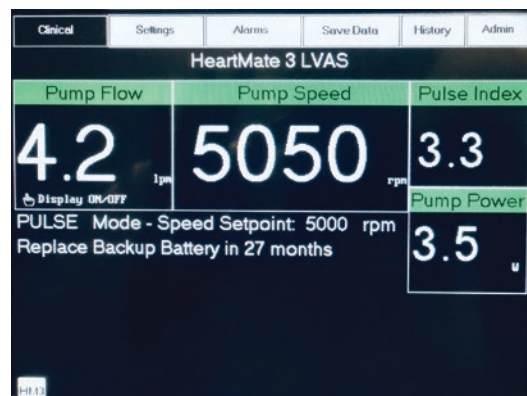 Clinical Settings Alarms Save Data History Admin
HeartMate 3 LVAS
Pump Flow Pump Speed Pulse Index
4.2 lpm 5050 rpm 3.3
Display ON/OFF
Pump Power
PULSE Mode - Speed Setpoint: 5000 rpm
3.5 W
Replace Backup Battery in 27 months
HM3